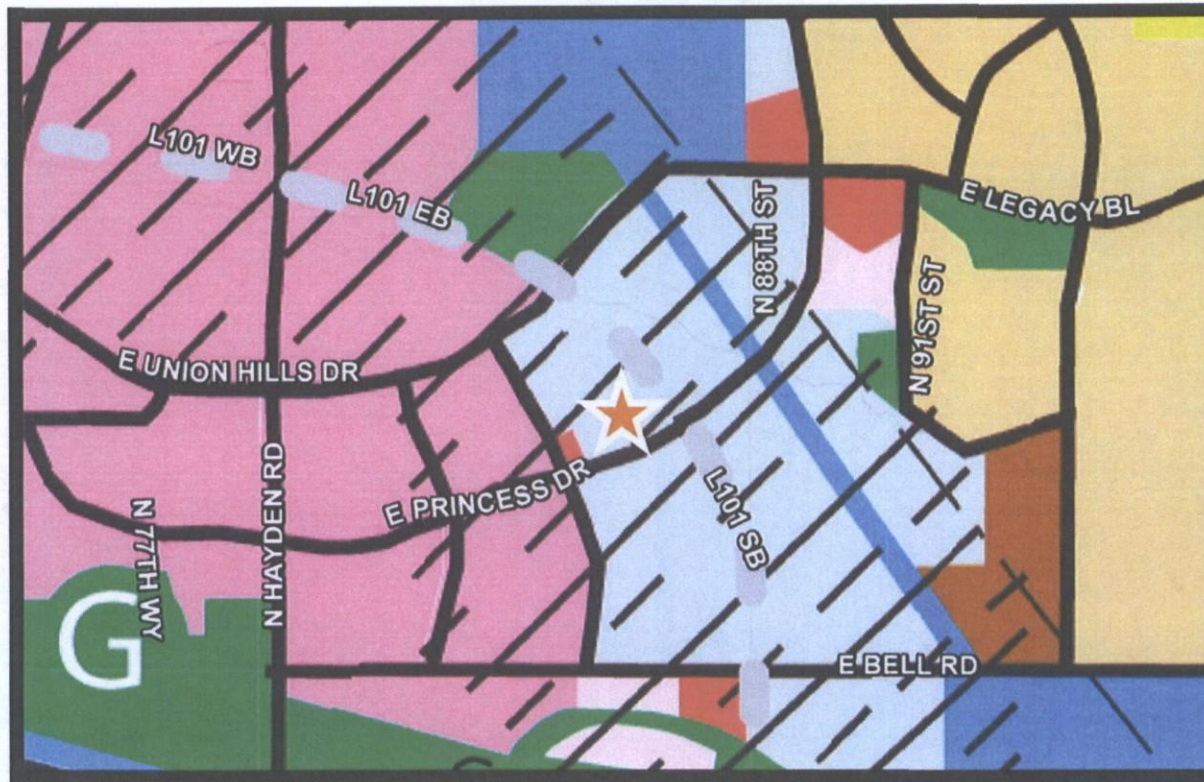 L101 WB
L101 EB
E LEGACY BL
N 88TH ST
N 91ST ST
E UNION HILLS DR
E PRINCESS DR
L101 SB
N HAYDEN RD
N 77TH WY
G
E BELL RD